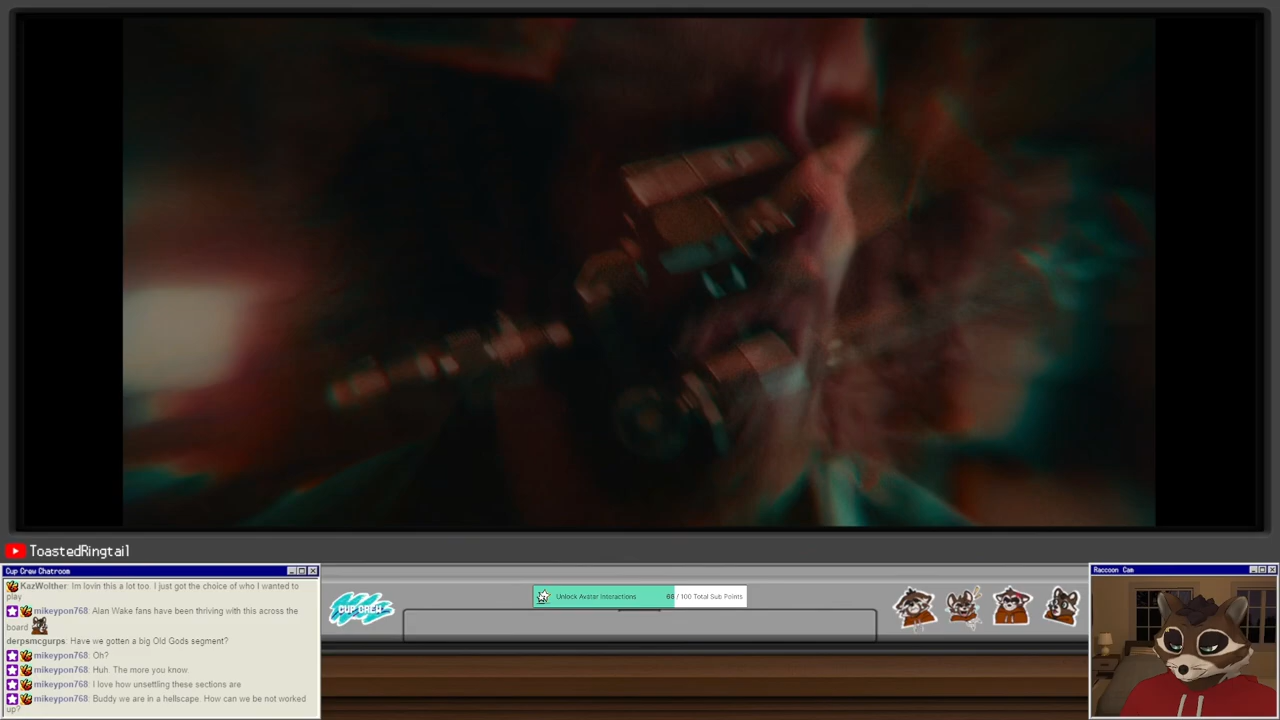 ToastedRingtail
Cup Crew Chatroom
KazWolther: Im lovin this a lot too. I just got the choice of who I wanted to
play
mikeypon768: Alan Wake fans have been thriving with this across the
board
derpsmcgurps: Have we gotten a big Old Gods segment?
mikeypon768: Oh?
mikeypon768: Huh. The more you know.
mikeypon768: I love how unsettling these sections are
mikeypon768: Buddy we are in a hellscape. How can we be not worked
up?
CUP CREW
Unlock Avatar Interactions 66 / 100 Total Sub Points
Raccoon Cam